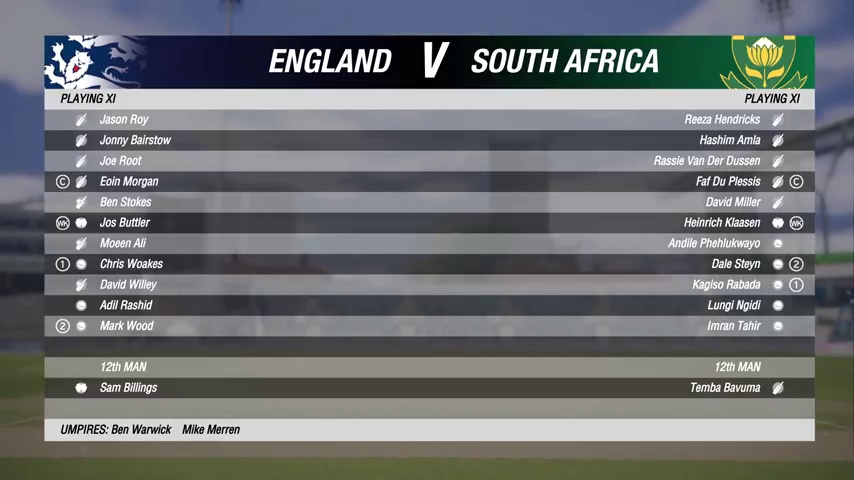 ENGLAND V SOUTH AFRICA
PLAYING XI PLAYING XI
Jason Roy Reeza Hendricks
Jonny Bairstow Hashim Amla
Joe Root Rassie Van Der Dussen
C Eoin Morgan Faf Du Plessis C
Ben Stokes David Miller
WK Jos Buttler Heinrich Klaasen WK
Moeen Ali Andile Phehlukwayo
1 Chris Woakes Dale Steyn 2
David Willey Kagiso Rabada 1
Adil Rashid Lungi Ngidi
2 Mark Wood Imran Tahir
12th MAN 12th MAN
Sam Billings Temba Bavuma
UMPIRES: Ben Warwick Mike Merren